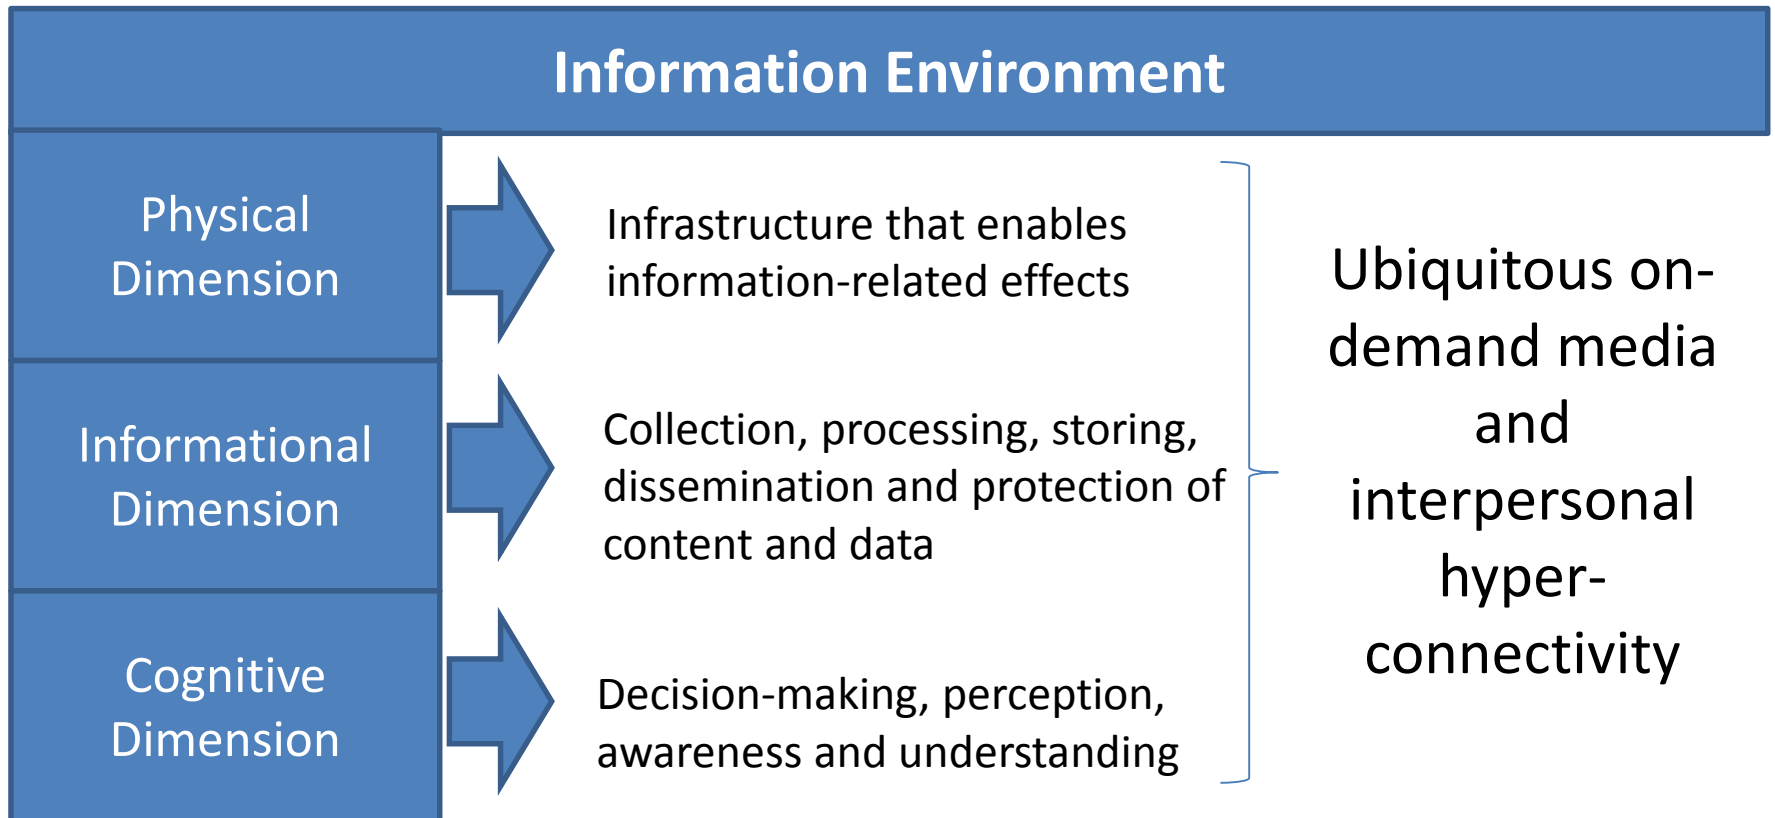 Information Environment
Physical
Dimension
Infrastructure that enables
information-related effects
Informational
Dimension
Collection, processing, storing,
dissemination and protection of
content and data
Cognitive
Dimension
Decision-making, perception,
awareness and understanding
Ubiquitous on-
demand media
and
interpersonal
hyper-
connectivity